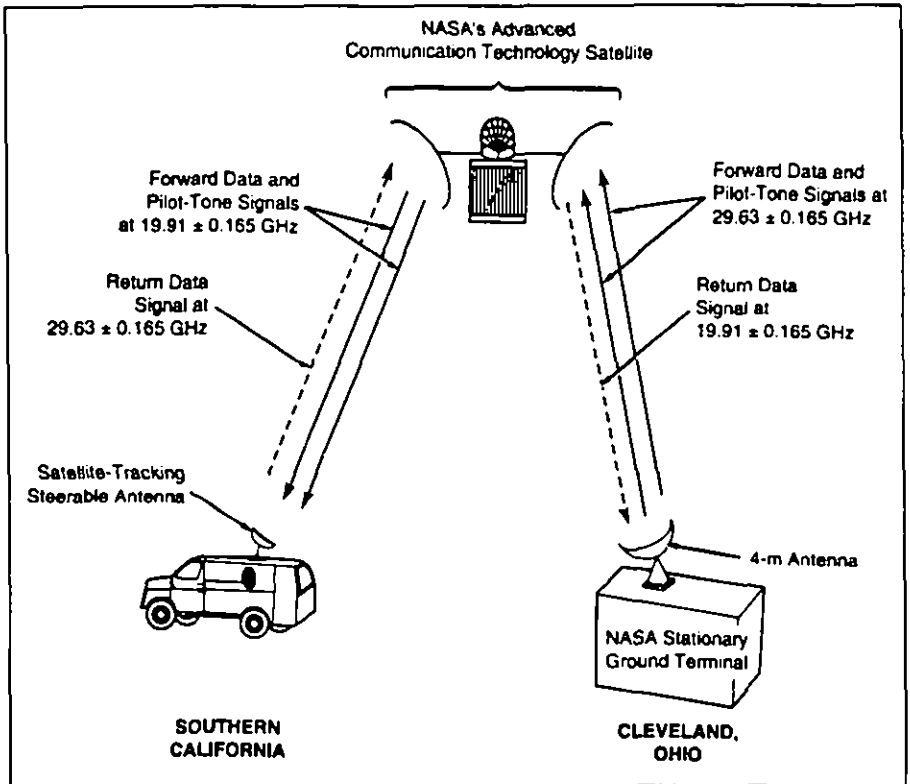 NASA's Advanced
Communication Technology Satellite
Forward Data and
Pilot-Tone Signals
at 19.91 ± 0.165 GHz
Return Data
Signal at
29.63 ± 0.165 GHz
Forward Data and
Pilot-Tone Signals at
29.63 ± 0.165 GHz
Return Data
Signal at
19.91 ± 0.165 GHz
Satellite-Tracking
Steerable Antenna
4-m Antenna
NASA Stationary
Ground Terminal
SOUTHERN
CALIFORNIA
CLEVELAND,
OHIO